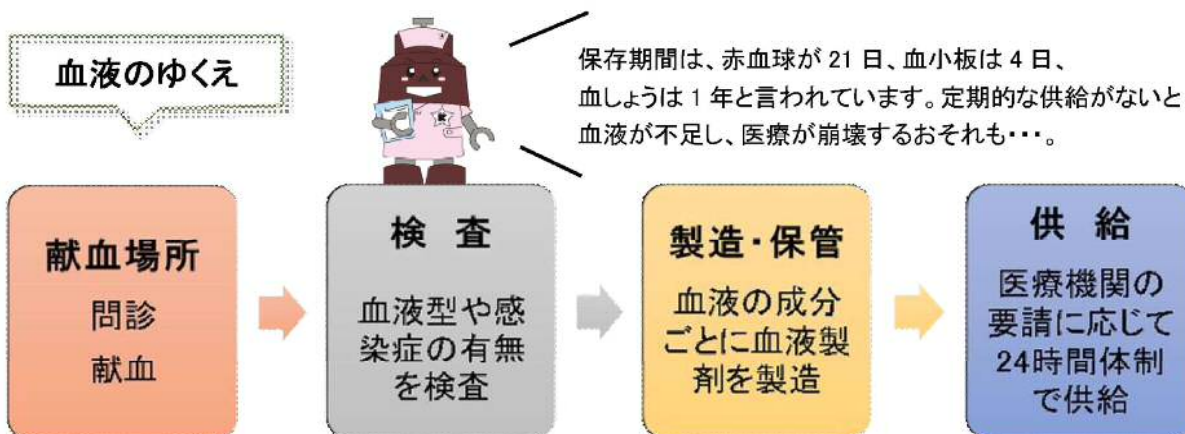 血液のゆくえ
保存期間は、赤血球が 21 日、血小板は 4 日、
血しょうは 1 年と言われています。定期的な供給がないと
血液が不足し、医療が崩壊するおそれも・・・。
献血場所
問診
献血
検 査
血液型や感
染症の有無
を検査
製造・保管
血液の成分
ごとに血液製
剤を製造
供 給
医療機関の
要請に応じて
24時間体制
で供給